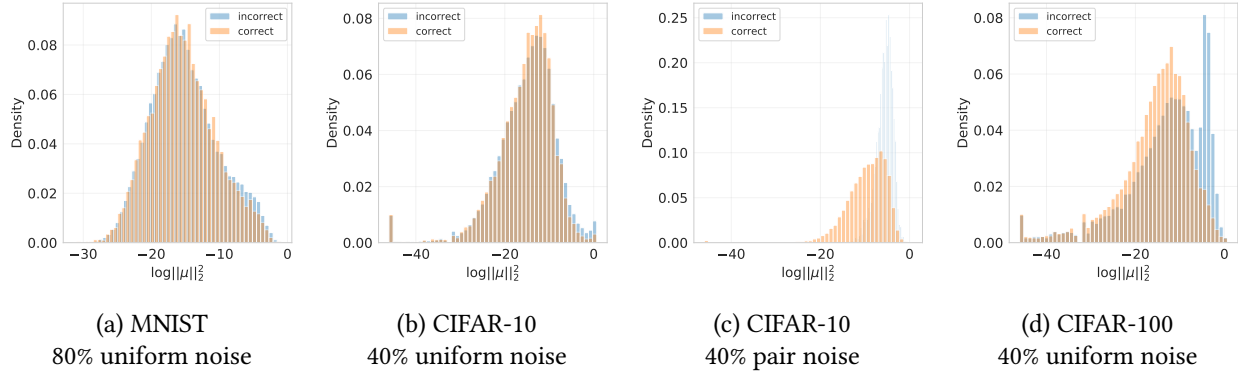 incorrect
correct
Density
0.08
0.06
0.04
0.02
0.00
−30
−20
−10
0
log||μ||₂²
(a) MNIST
80% uniform noise
incorrect
correct
Density
0.08
0.06
0.04
0.02
0.00
−40
−20
0
log||μ||₂²
(b) CIFAR-10
40% uniform noise
incorrect
correct
Density
0.25
0.20
0.15
0.10
0.05
0.00
−40
−20
0
log||μ||₂²
(c) CIFAR-10
40% pair noise
incorrect
correct
Density
0.08
0.06
0.04
0.02
0.00
−40
−20
0
log||μ||₂²
(d) CIFAR-100
40% uniform noise